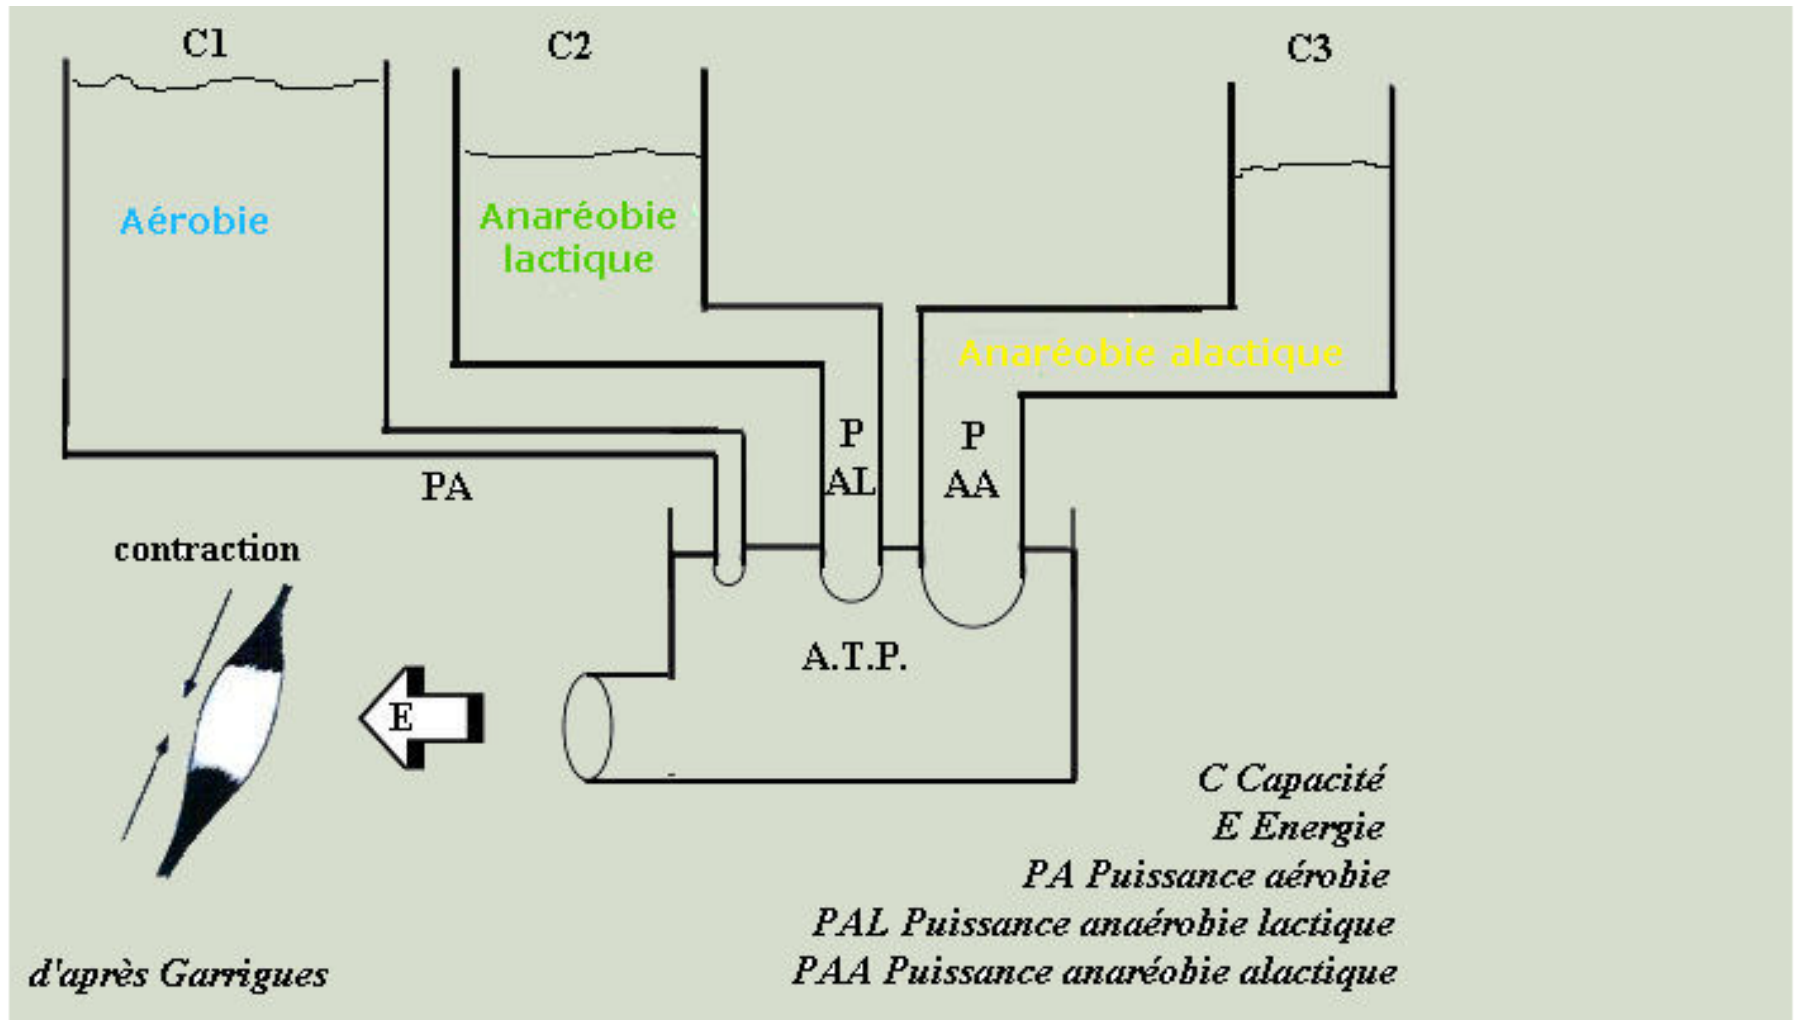 C1
C2
C3
Aérobie
Anaréobie
lactique
Anaréobie alactique
P
AL
P
AA
PA
contraction
A.T.P.
E
C Capacité
E Energie
PA Puissance aérobie
PAL Puissance anaérobie lactique
PAA Puissance anaréobie alactique
d'après Garrigues